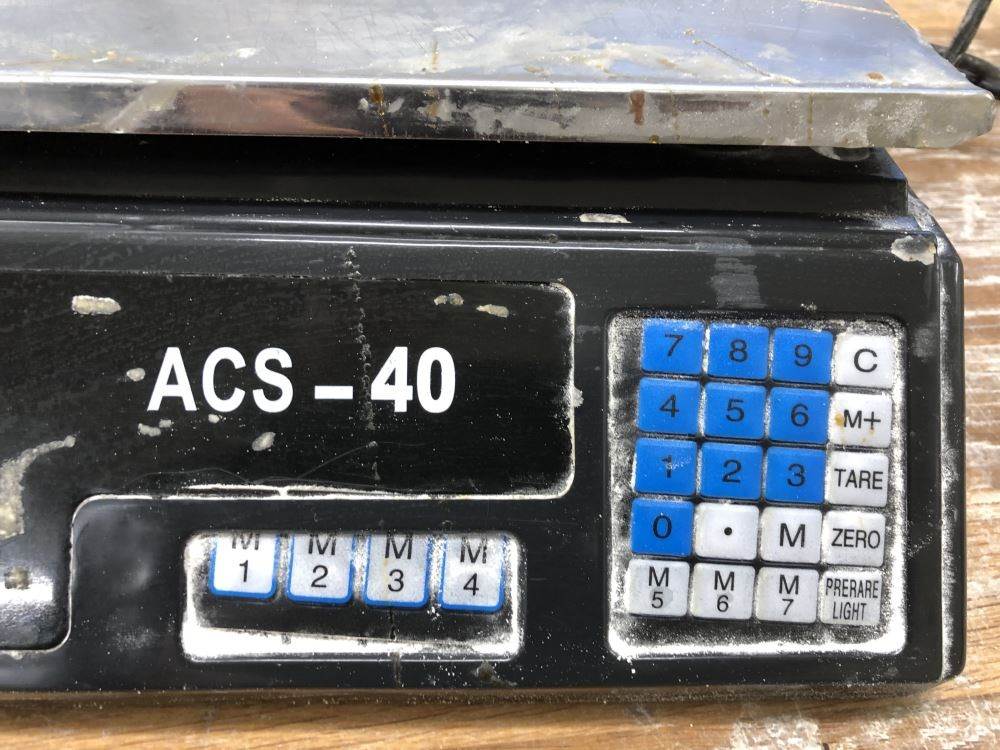 ACS - 40
7 8 9 C
4 5 6 M+
1 2 3 TARE
0 . M ZERO
M 5 M 6 M 7 PRERARE LIGHT
M 1 M 2 M 3 M 4